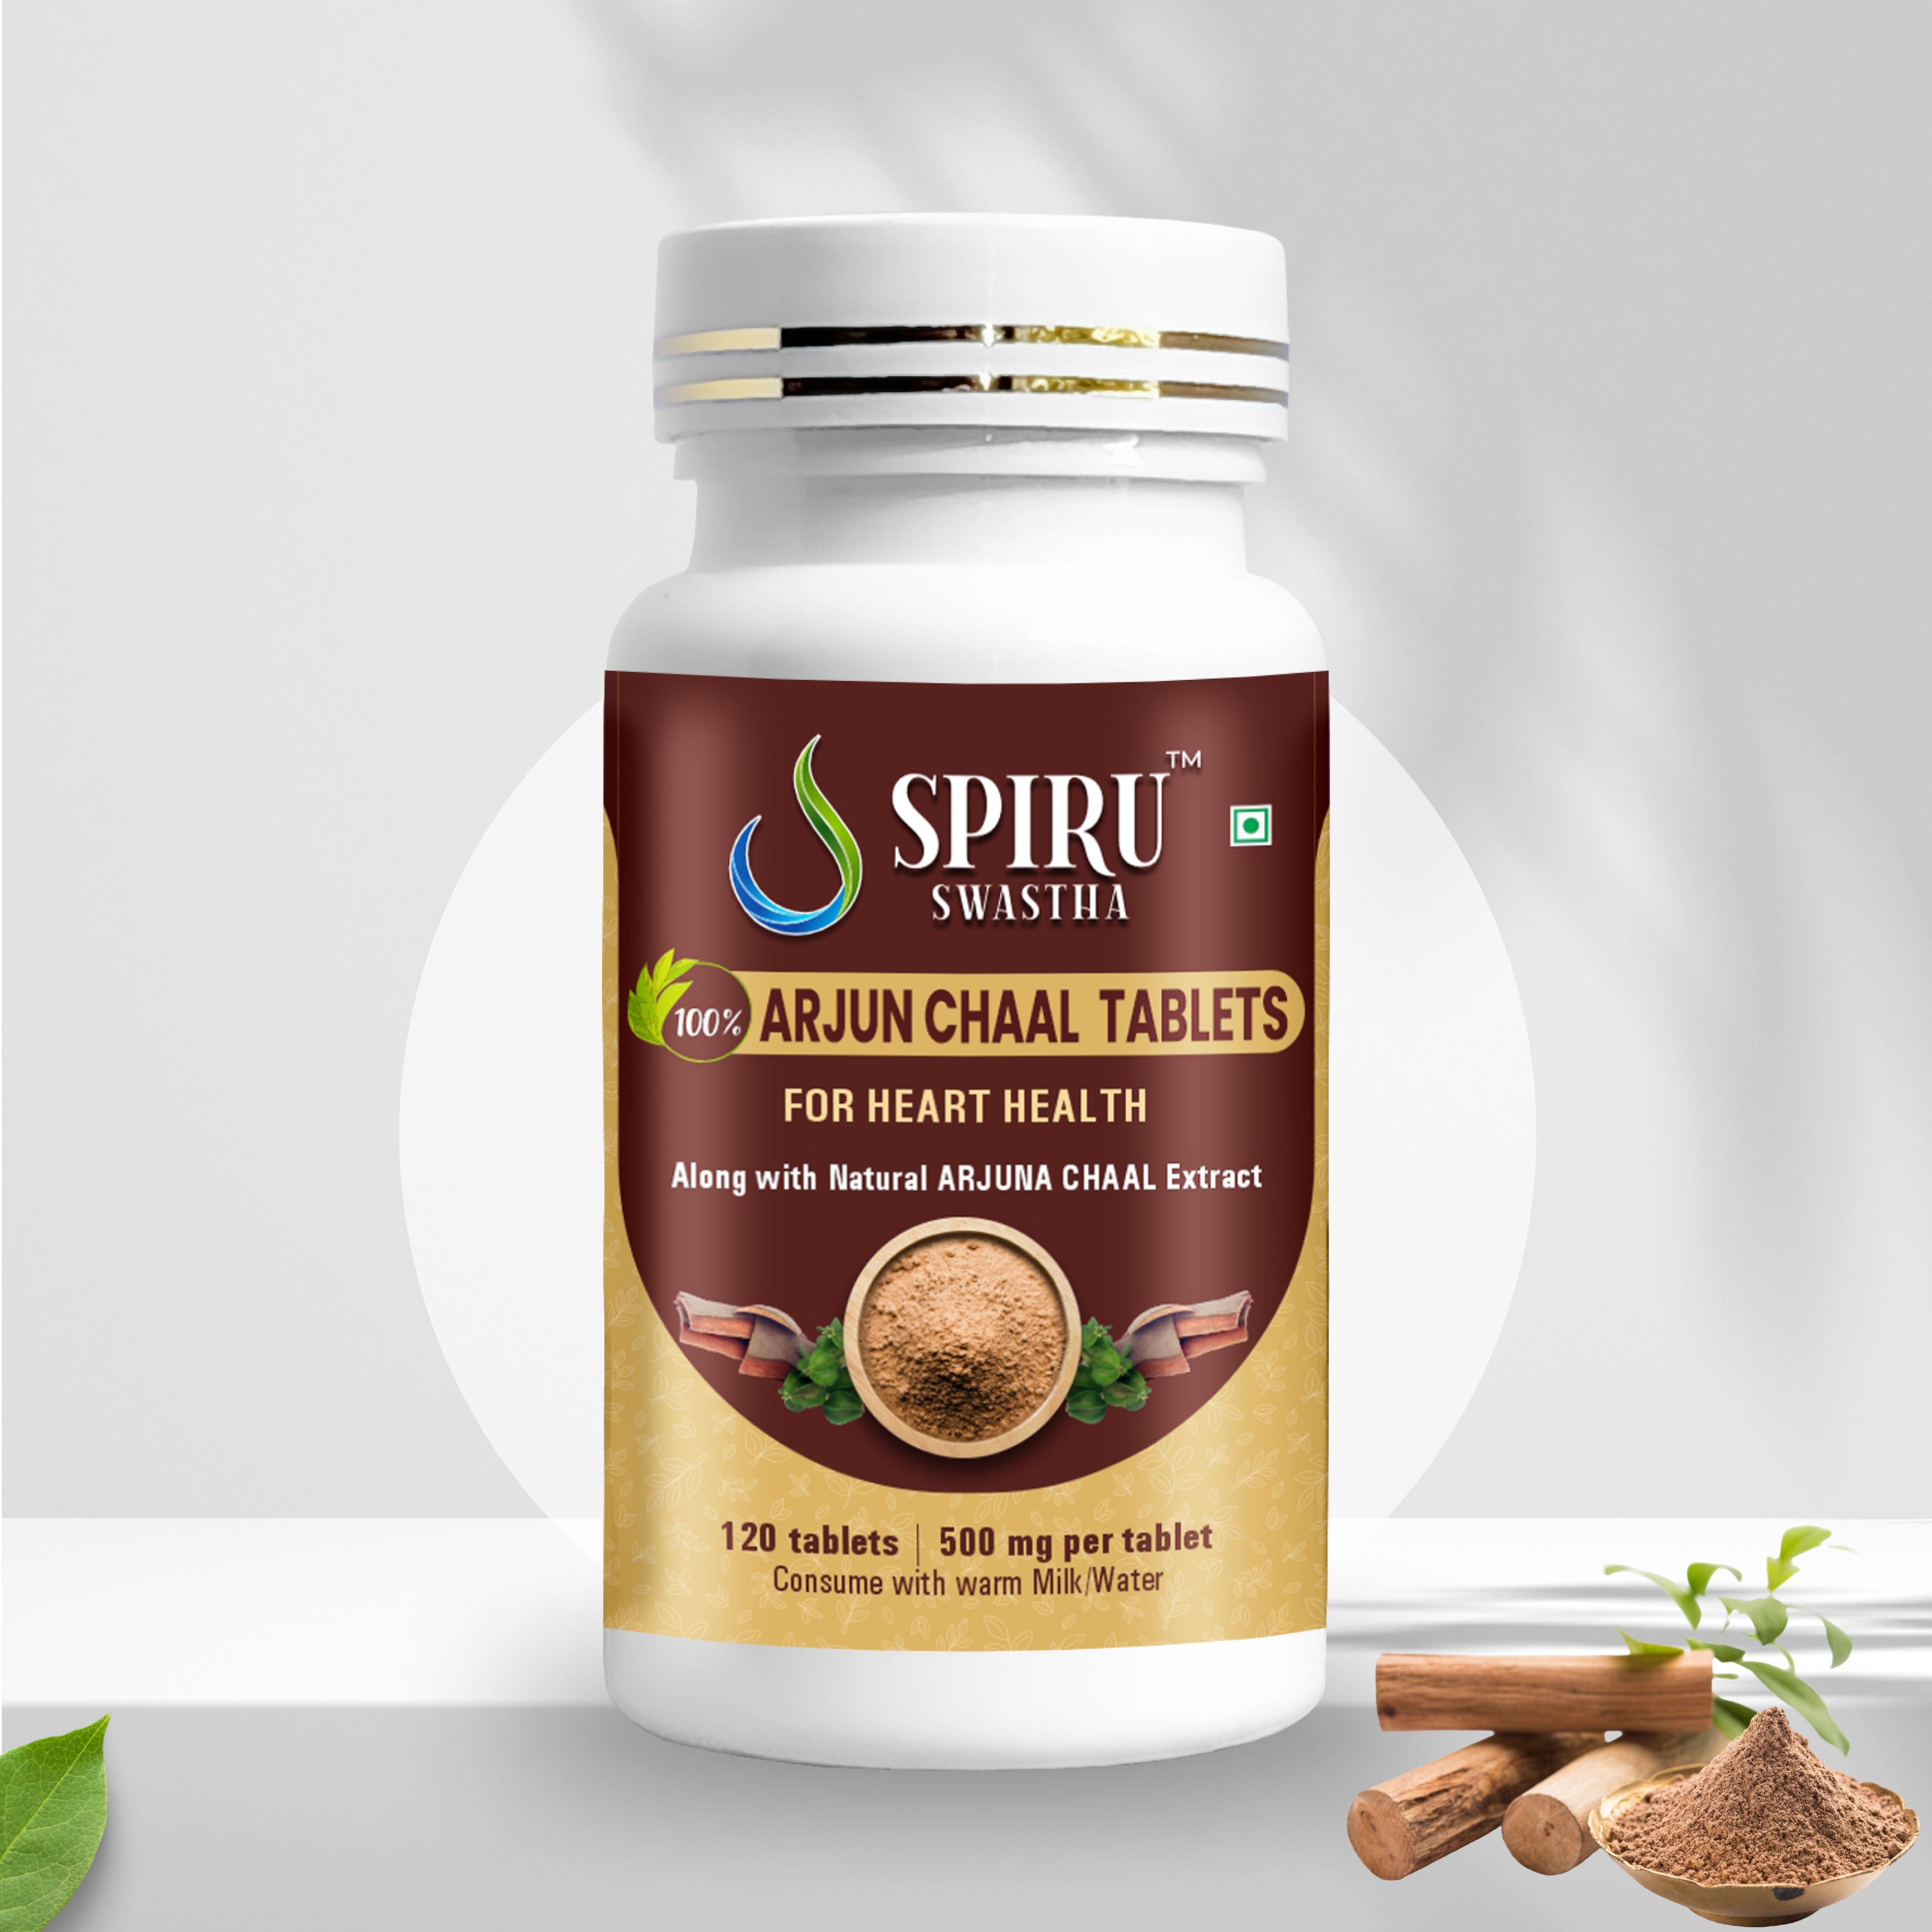 SPIRU™
SWASTHA
100% ARJUN CHAAL TABLETS
FOR HEART HEALTH
Along with Natural ARJUNA CHAAL Extract
120 tablets | 500 mg per tablet
Consume with warm Milk/Water